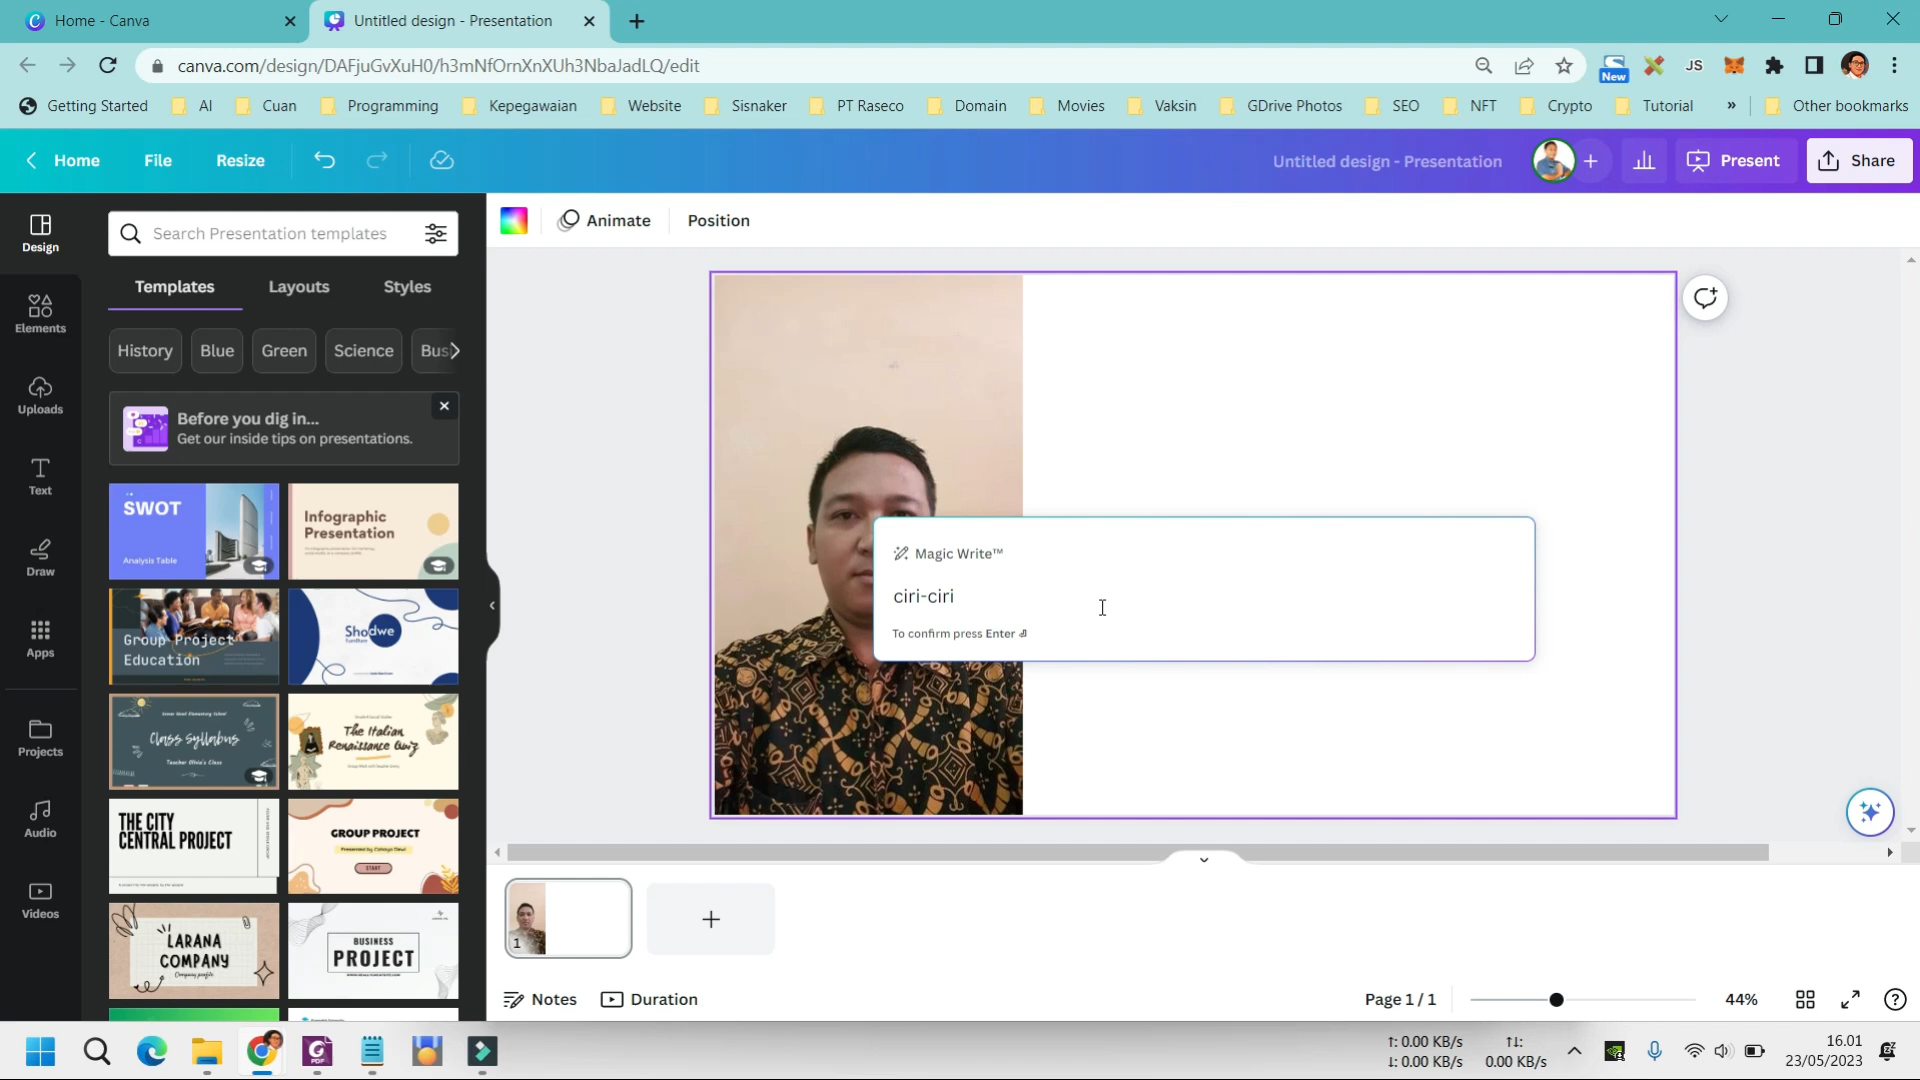 Home - Canva
Untitled design - Presentation
canva.com/design/DAFjuGvXuH0/h3mNfOrnXnXUh3NbaJadLQ/edit
New
JS
Getting Started
AI
Cuan
Programming
Kepegawaian
Website
Sisnaker
PT Raseco
Domain
Movies
Vaksin
GDrive Photos
SEO
NFT
Crypto
Tutorial
»
Other bookmarks
Home
File
Resize
Untitled design - Presentation
Present
Share
Design
Elements
Uploads
Text
Draw
Apps
Projects
Audio
Videos
Search Presentation templates
Templates
Layouts
Styles
History
Blue
Green
Science
Busi
Before you dig in...
Get our inside tips on presentations.
SWOT
Analysis Table
Infographic
Presentation
Group Project
Education
Shodwe
Furniture
Class Syllabus
The Italian
Renaissance Quiz
THE CITY
CENTRAL PROJECT
GROUP PROJECT
START
LARANA
COMPANY
Company profile
BUSINESS
PROJECT
Animate
Position
Magic Write™
ciri-ciri
To confirm press Enter
1
Notes
Duration
Page 1 / 1
44%
↑: 0.00 KB/s
↓: 0.00 KB/s
↑↓:
0.00 KB/s
16.01
23/05/2023